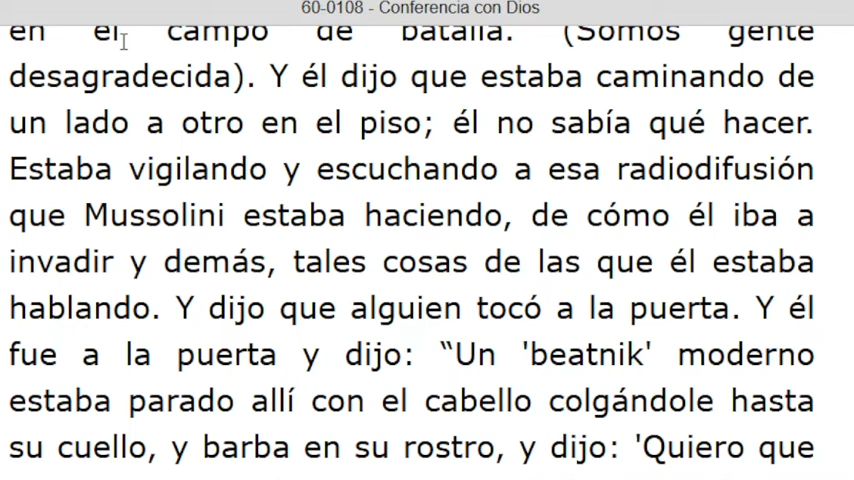 60-0108 - Conferencia con Dios
en el campo de batalla. (Somos gente
desagradecida). Y él dijo que estaba caminando de
un lado a otro en el piso; él no sabía qué hacer.
Estaba vigilando y escuchando a esa radiodifusión
que Mussolini estaba haciendo, de cómo él iba a
invadir y demás, tales cosas de las que él estaba
hablando. Y dijo que alguien tocó a la puerta. Y él
fue a la puerta y dijo: “Un 'beatnik' moderno
estaba parado allí con el cabello colgándole hasta
su cuello, y barba en su rostro, y dijo: 'Quiero que